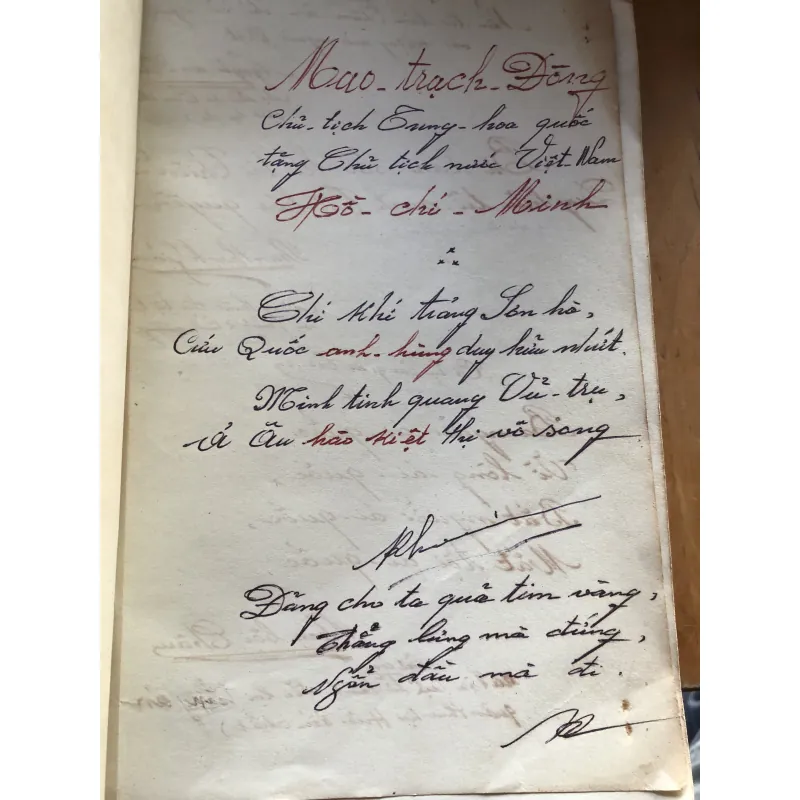 Mao-trạch-Đông
Chủ-tịch Trung-hoa quốc
tặng Chủ tịch nước Việt-Nam
Hồ-chí-Minh
Chí khí tráng Sơn hà,
Cứu Quốc anh-hùng duy hữu nhứt.
Minh tinh quang Vũ-trụ,
Á Âu hào kiệt thị vô song
Đảng cho ta quả tim vàng,
Thẳng lưng mà đứng,
Ngẩn đầu mà đi.